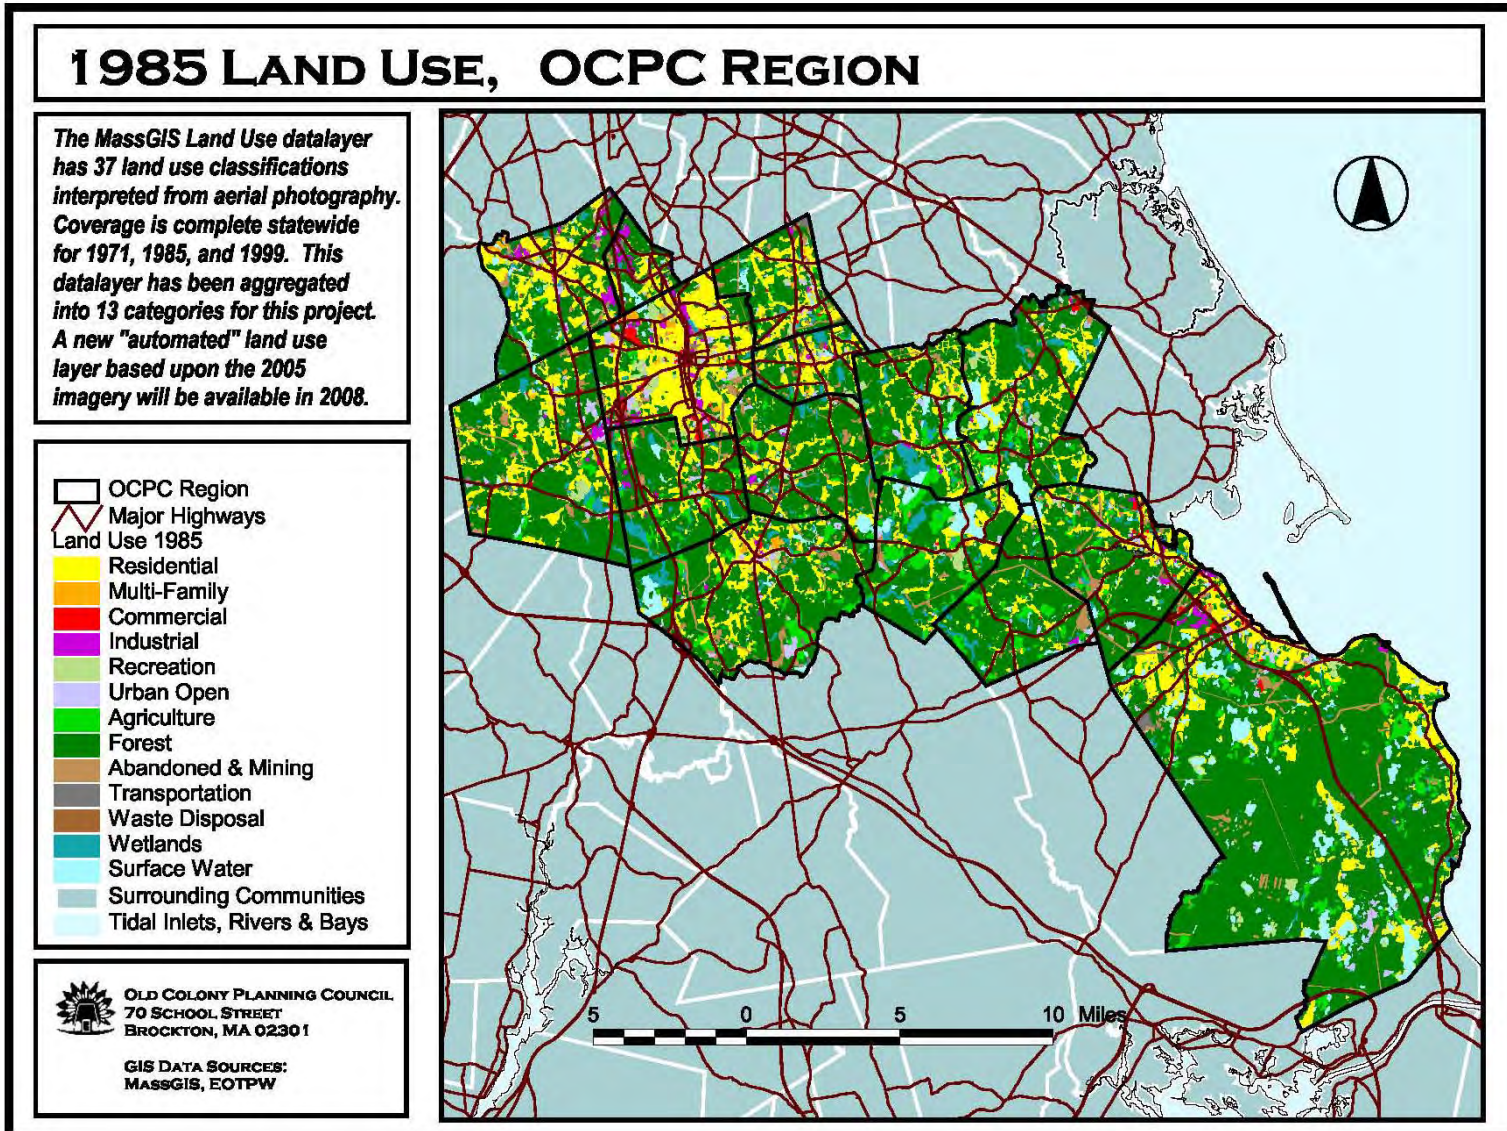 1985 LAND USE, OCPC REGION
The MassGIS Land Use datalayer
has 37 land use classifications
interpreted from aerial photography.
Coverage is complete statewide
for 1971, 1985, and 1999. This
datalayer has been aggregated
into 13 categories for this project.
A new "automated" land use
layer based upon the 2005
imagery will be available in 2008.
OCPC Region
Major Highways
Land Use 1985
Residential
Multi-Family
Commercial
Industrial
Recreation
Urban Open
Agriculture
Forest
Abandoned & Mining
Transportation
Waste Disposal
Wetlands
Surface Water
Surrounding Communities
Tidal Inlets, Rivers & Bays
OLD COLONY PLANNING COUNCIL
70 SCHOOL STREET
BROCKTON, MA 02301
GIS DATA SOURCES:
MASSGIS, EOTPW
5 0 5 10 Miles